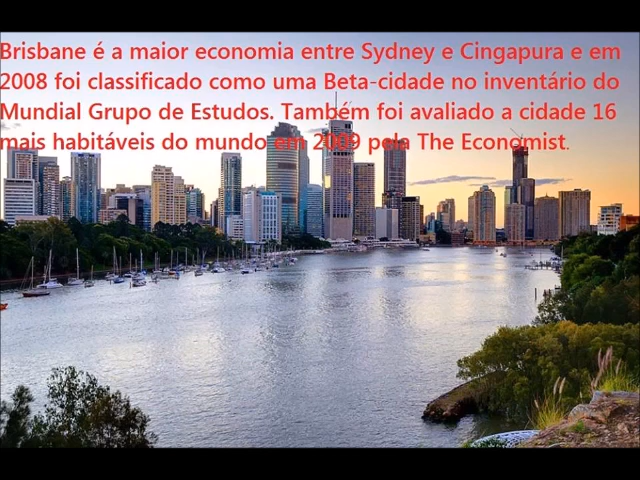 Brisbane é a maior economia entre Sydney e Cingapura e em
2008 foi classificado como uma Beta-cidade no inventário do
Mundial Grupo de Estudos. Também foi avaliado a cidade 16
mais habitáveis do mundo em 2009 pela The Economist.